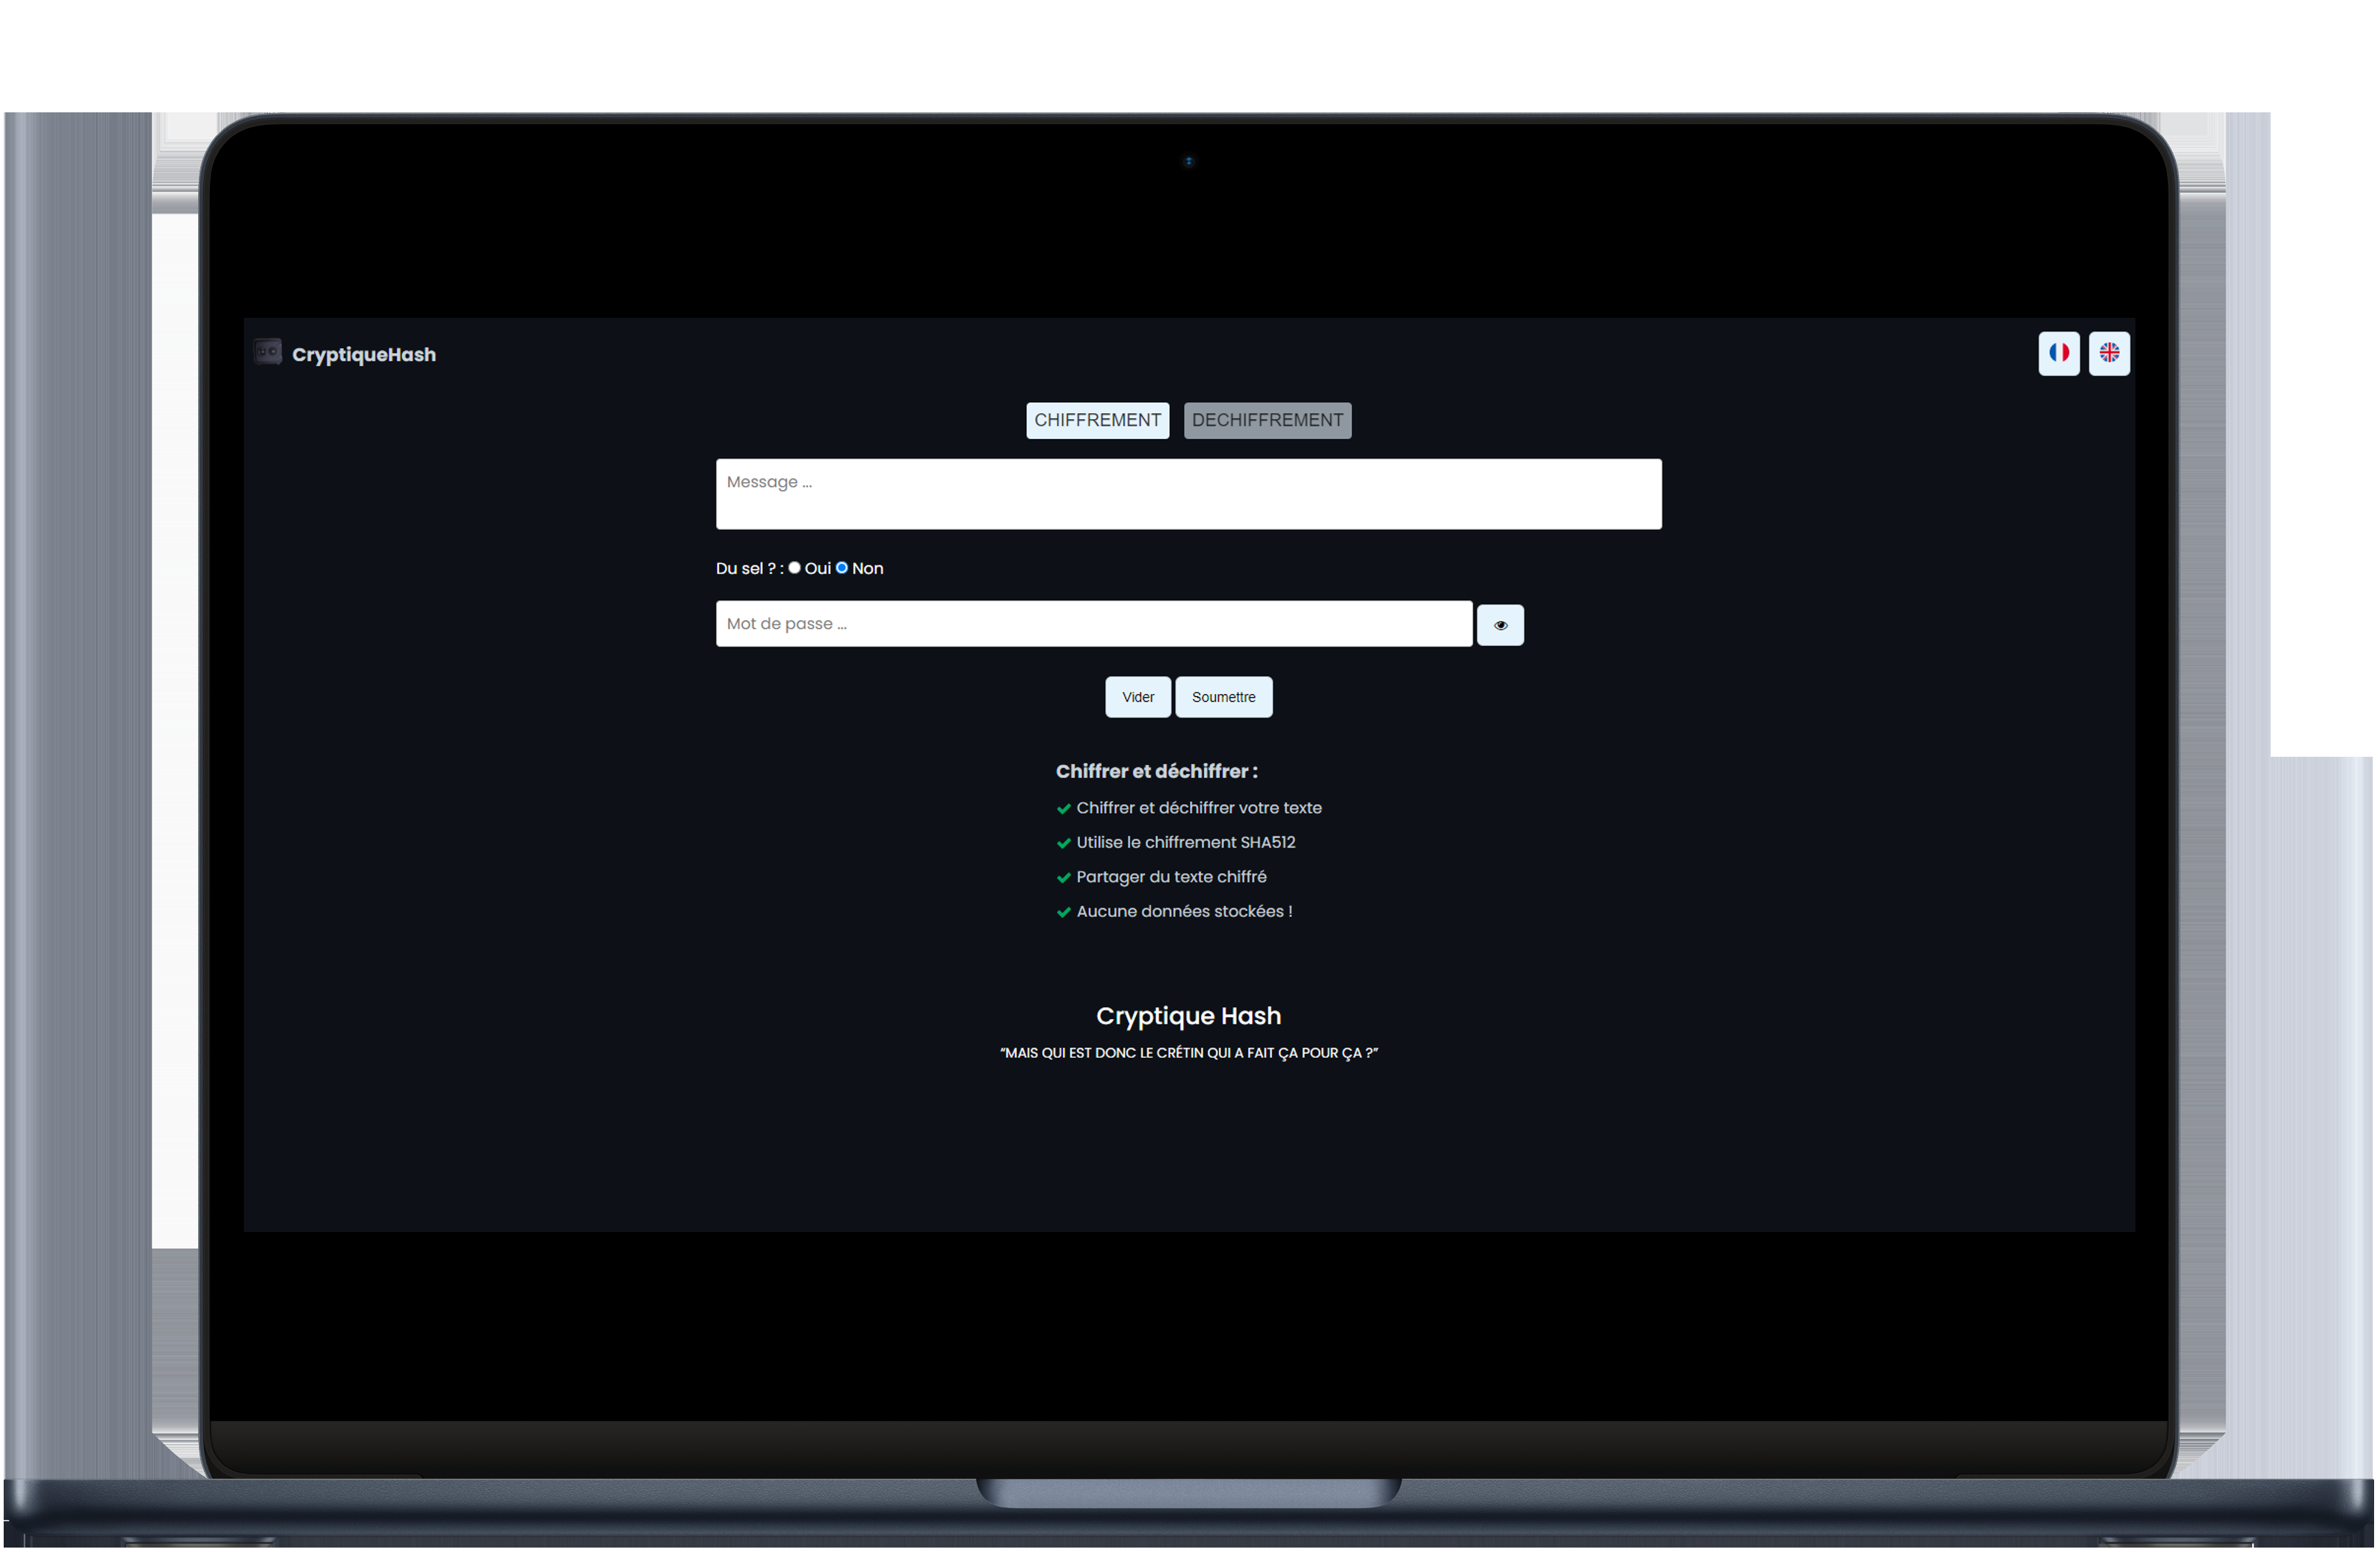 CryptiqueHash
CHIFFREMENT DECHIFFREMENT
Message ...
Du sel ? : Oui Non
Mot de passe ...
Vider Soumettre
Chiffrer et déchiffrer :
Chiffrer et déchiffrer votre texte
Utilise le chiffrement SHA512
Partager du texte chiffré
Aucune données stockées !
Cryptique Hash
“MAIS QUI EST DONC LE CRÉTIN QUI A FAIT ÇA POUR ÇA ?”